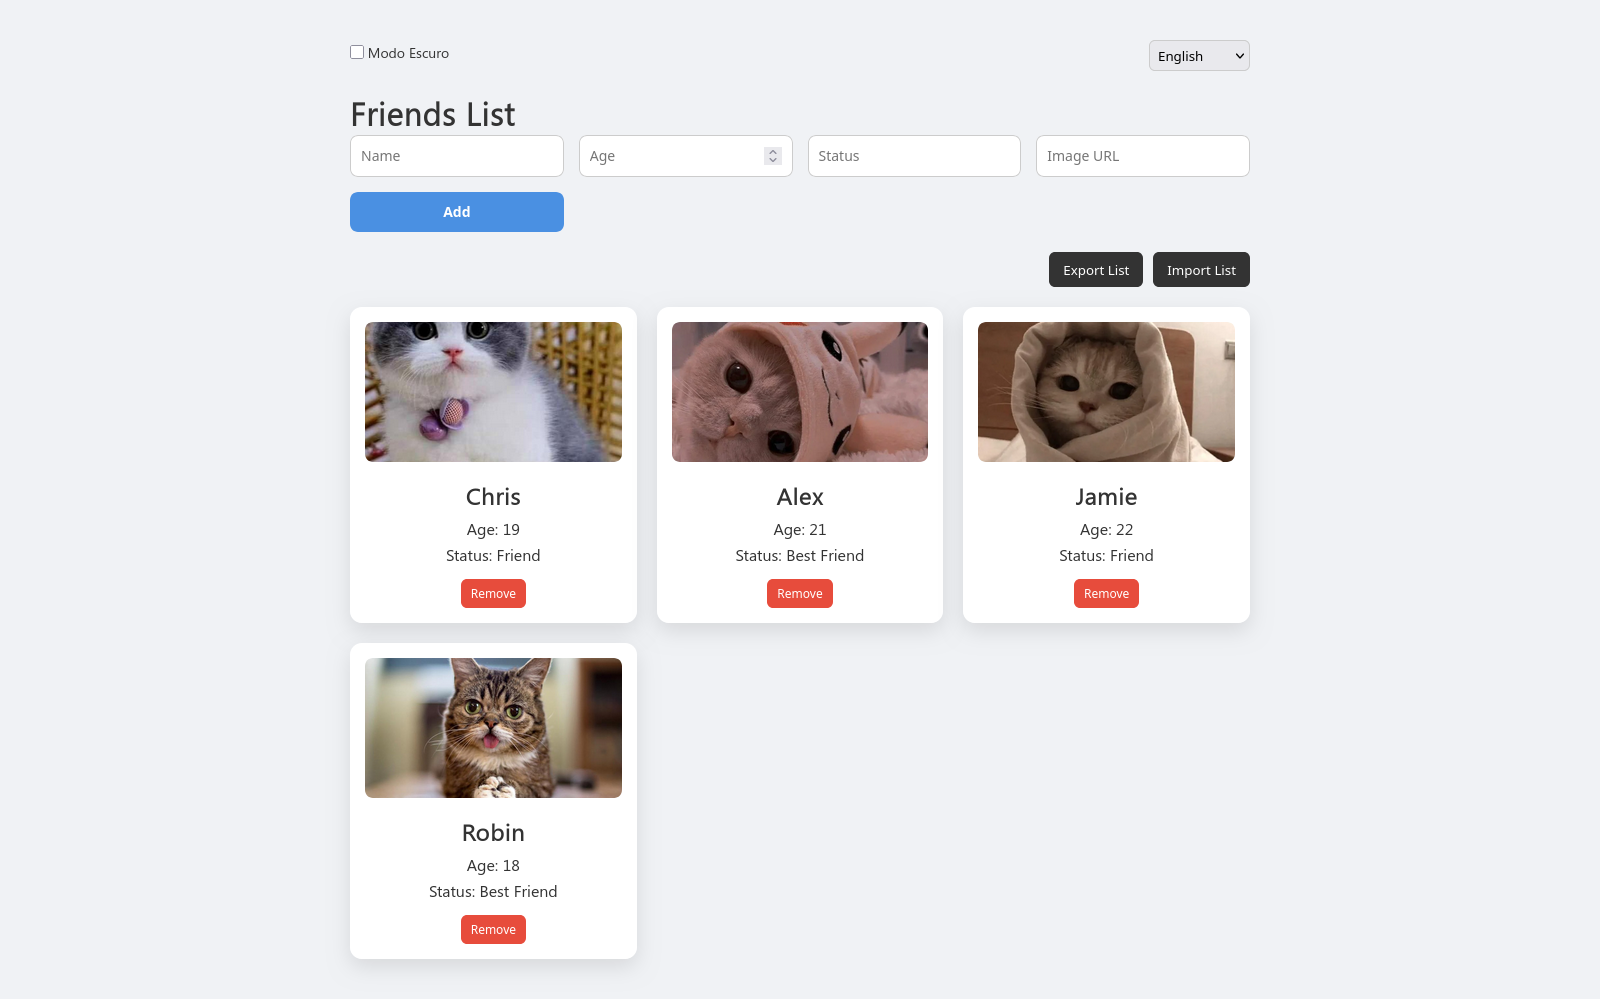 Modo Escuro
English
Friends List
Name
Age
Status
Image URL
Add
Export List
Import List
Chris
Age: 19
Status: Friend
Remove
Alex
Age: 21
Status: Best Friend
Remove
Jamie
Age: 22
Status: Friend
Remove
Robin
Age: 18
Status: Best Friend
Remove